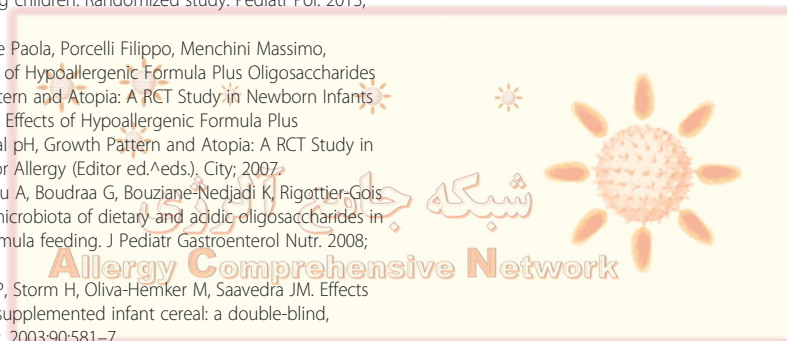 g children. Randomized study. Pediatr Pol. 2015;
e Paola, Porcelli Filippo, Menchini Massimo,
of Hypoallergenic Formula Plus Oligosaccharides
tern and Atopia: A RCT Study in Newborn Infants
Effects of Hypoallergenic Formula Plus
al pH, Growth Pattern and Atopia: A RCT Study in
or Allergy (Editor ed.^eds.). City; 2007.
u A, Boudraa G, Bouziane-Nedjadi K, Rigottier-Gois
microbiota of dietary and acidic oligosaccharides in
rmula feeding. J Pediatr Gastroenterol Nutr. 2008;
شبکه جامع آلرژی
Allergy Comprehensive Network
P, Storm H, Oliva-Hemker M, Saavedra JM. Effects
supplemented infant cereal: a double-blind,
. 2003;90:581–7